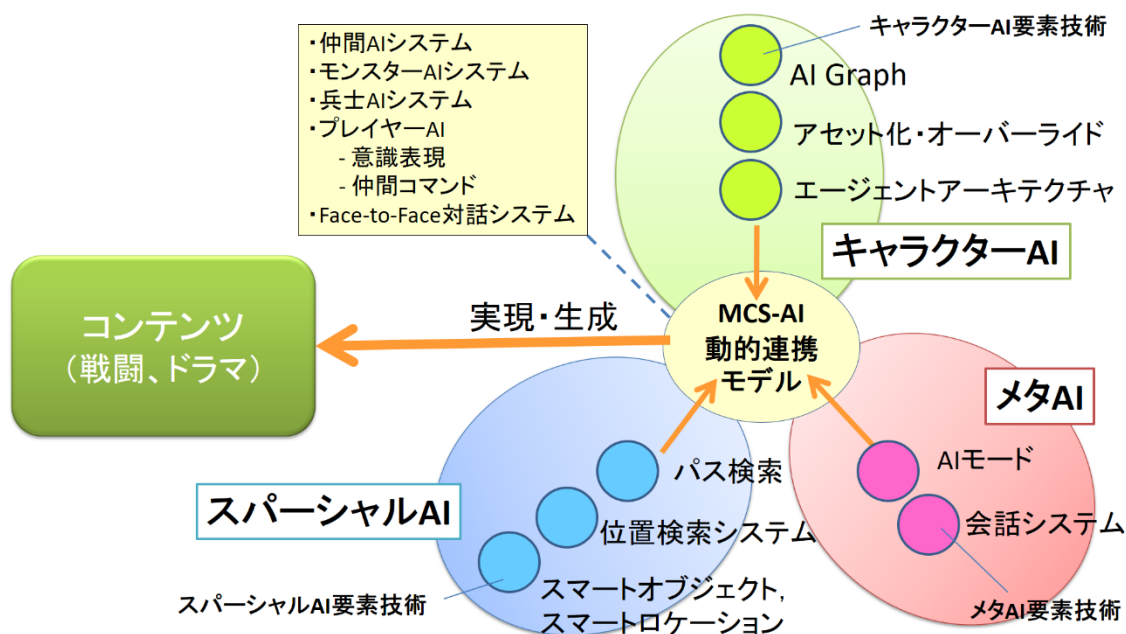 ・仲間AIシステム
・モンスターAIシステム
・兵士AIシステム
・プレイヤーAI
- 意識表現
- 仲間コマンド
・Face-to-Face対話システム
キャラクターAI要素技術
AI Graph
アセット化・オーバーライド
エージェントアーキテクチャ
キャラクターAI
コンテンツ
（戦闘、ドラマ）
実現・生成
MCS-AI
動的連携
モデル
メタAI
AIモード
会話システム
メタAI要素技術
スパーシャルAI
パス検索
位置検索システム
スマートオブジェクト,
スマートロケーション
スパーシャルAI要素技術